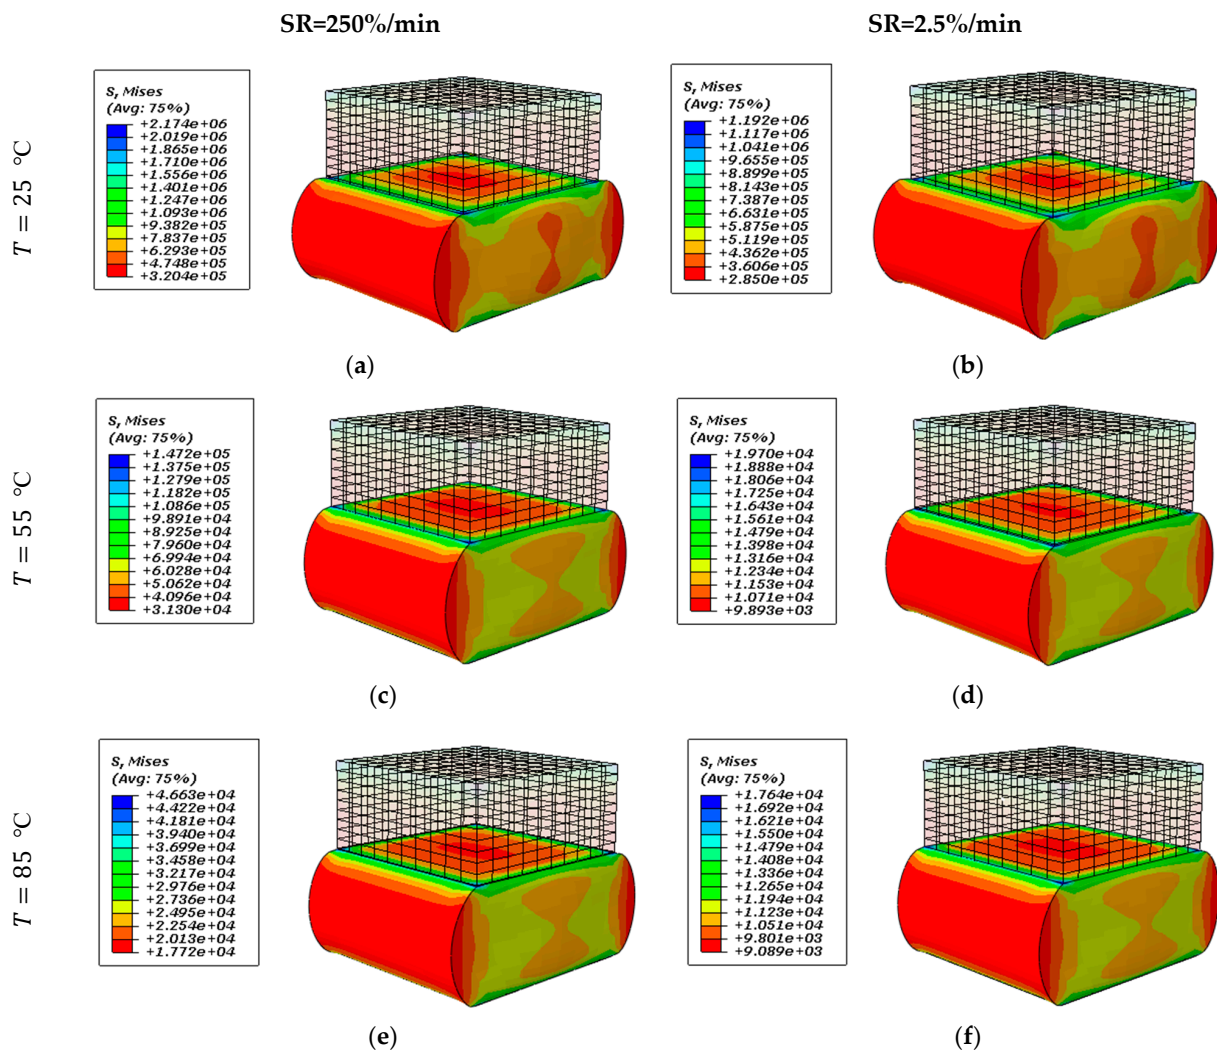 SR=250%/min
SR=2.5%/min
T = 25 °C
S, Mises
(Avg: 75%)
+2.174e+06
+2.019e+06
+1.865e+06
+1.710e+06
+1.556e+06
+1.401e+06
+1.247e+06
+1.093e+06
+9.382e+05
+7.837e+05
+6.293e+05
+4.748e+05
+3.204e+05
(a)
S, Mises
(Avg: 75%)
+1.192e+06
+1.117e+06
+1.041e+06
+9.655e+05
+8.899e+05
+8.143e+05
+7.387e+05
+6.631e+05
+5.875e+05
+5.119e+05
+4.362e+05
+3.606e+05
+2.850e+05
(b)
T = 55 °C
S, Mises
(Avg: 75%)
+1.472e+05
+1.375e+05
+1.279e+05
+1.182e+05
+1.086e+05
+9.891e+04
+8.925e+04
+7.960e+04
+6.994e+04
+6.028e+04
+5.062e+04
+4.096e+04
+3.130e+04
(c)
S, Mises
(Avg: 75%)
+1.970e+04
+1.888e+04
+1.806e+04
+1.725e+04
+1.643e+04
+1.561e+04
+1.479e+04
+1.398e+04
+1.316e+04
+1.234e+04
+1.153e+04
+1.071e+04
+9.893e+03
(d)
T = 85 °C
S, Mises
(Avg: 75%)
+4.663e+04
+4.422e+04
+4.181e+04
+3.940e+04
+3.699e+04
+3.458e+04
+3.217e+04
+2.976e+04
+2.736e+04
+2.495e+04
+2.254e+04
+2.013e+04
+1.772e+04
(e)
S, Mises
(Avg: 75%)
+1.764e+04
+1.692e+04
+1.621e+04
+1.550e+04
+1.479e+04
+1.408e+04
+1.336e+04
+1.265e+04
+1.194e+04
+1.123e+04
+1.051e+04
+9.801e+03
+9.089e+03
(f)